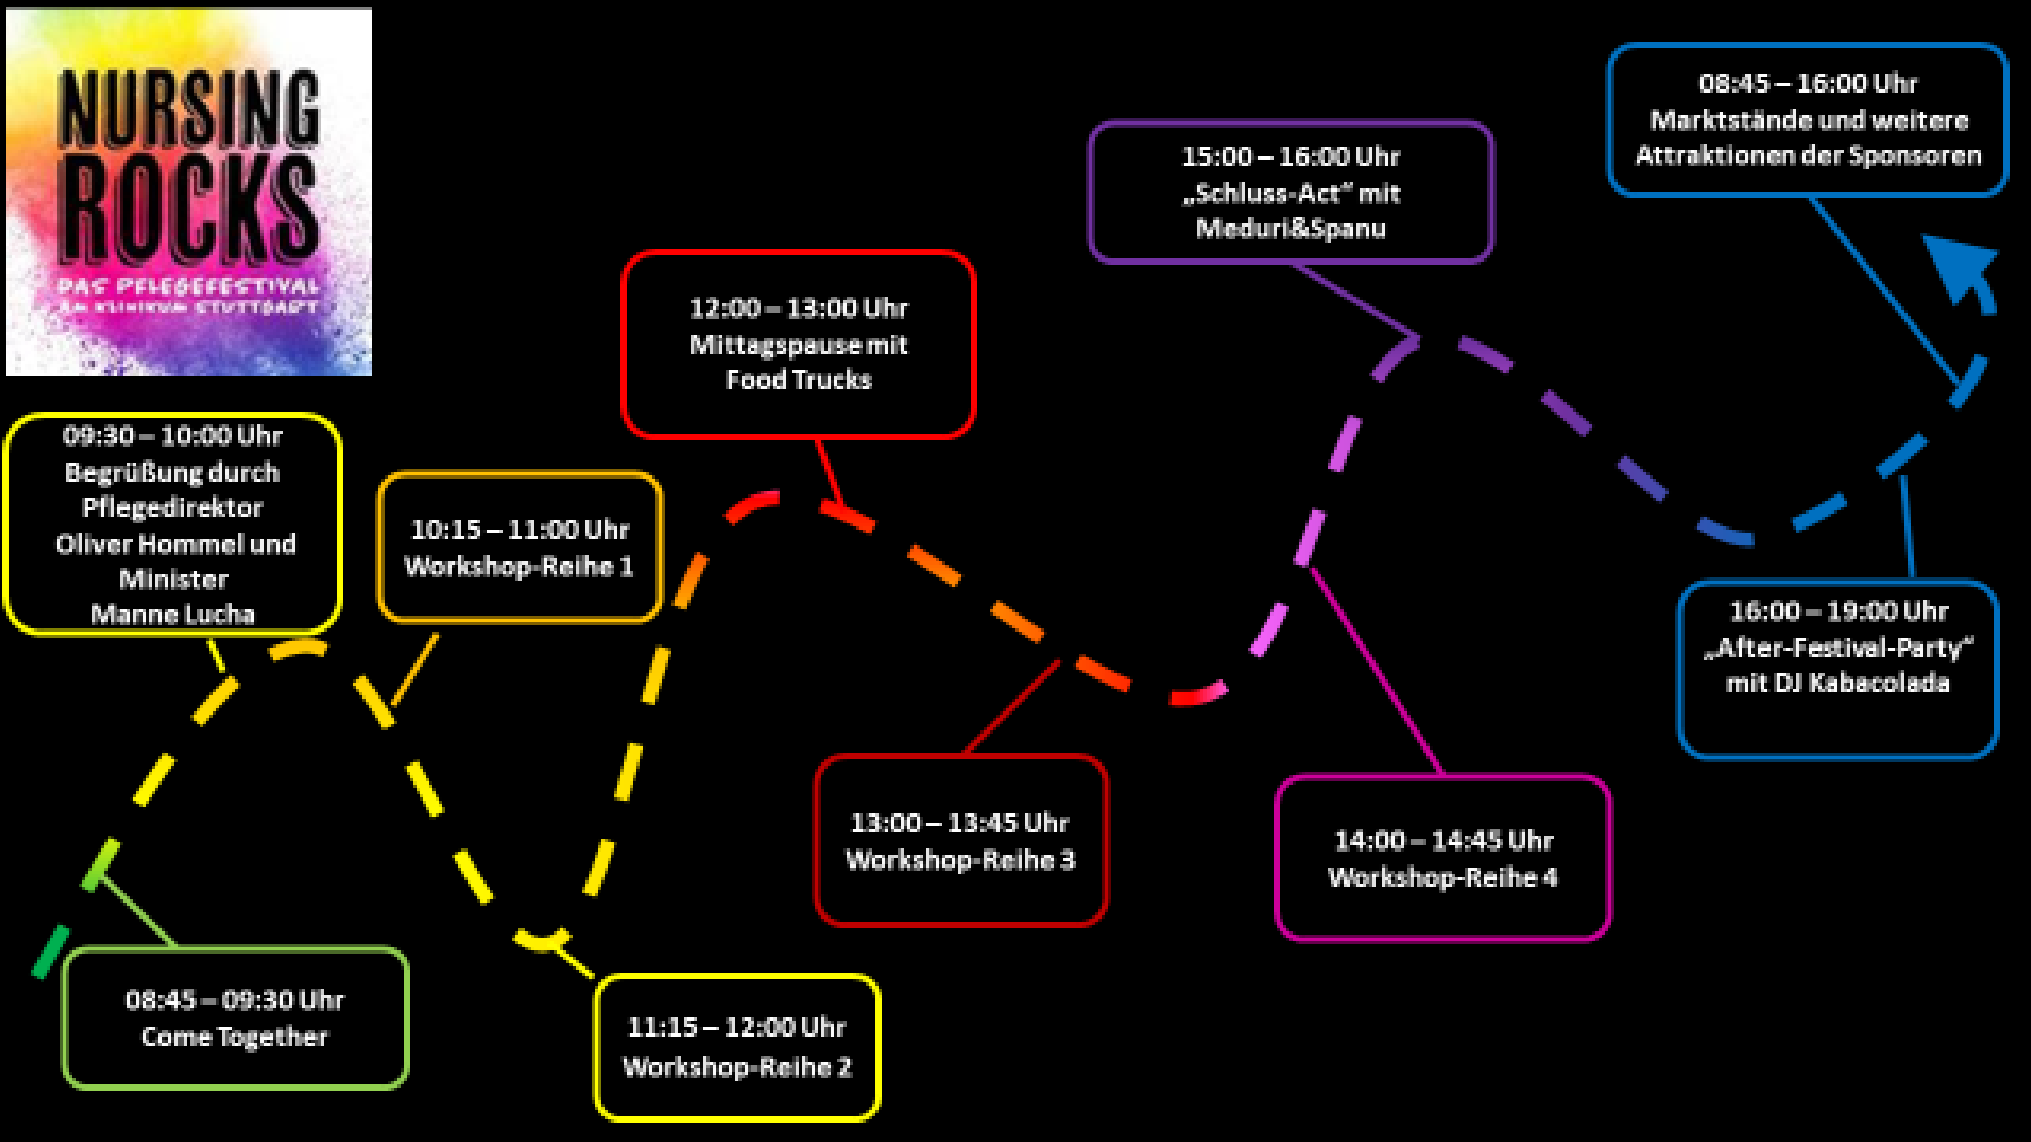 NURSING
ROCKS
DAS PFLEGEFESTIVAL
AM KLINIKUM STUTTGART
09:30 – 10:00 Uhr
Begrüßung durch
Pflegedirektor
Oliver Hommel und
Minister
Manne Lucha
10:15 – 11:00 Uhr
Workshop-Reihe 1
12:00 – 13:00 Uhr
Mittagspause mit
Food Trucks
15:00 – 16:00 Uhr
„Schluss-Act“ mit
Meduri&Spanu
08:45 – 16:00 Uhr
Marktstände und weitere
Attraktionen der Sponsoren
08:45 – 09:30 Uhr
Come Together
11:15 – 12:00 Uhr
Workshop-Reihe 2
13:00 – 13:45 Uhr
Workshop-Reihe 3
14:00 – 14:45 Uhr
Workshop-Reihe 4
16:00 – 19:00 Uhr
„After-Festival-Party“
mit DJ Kabacolada